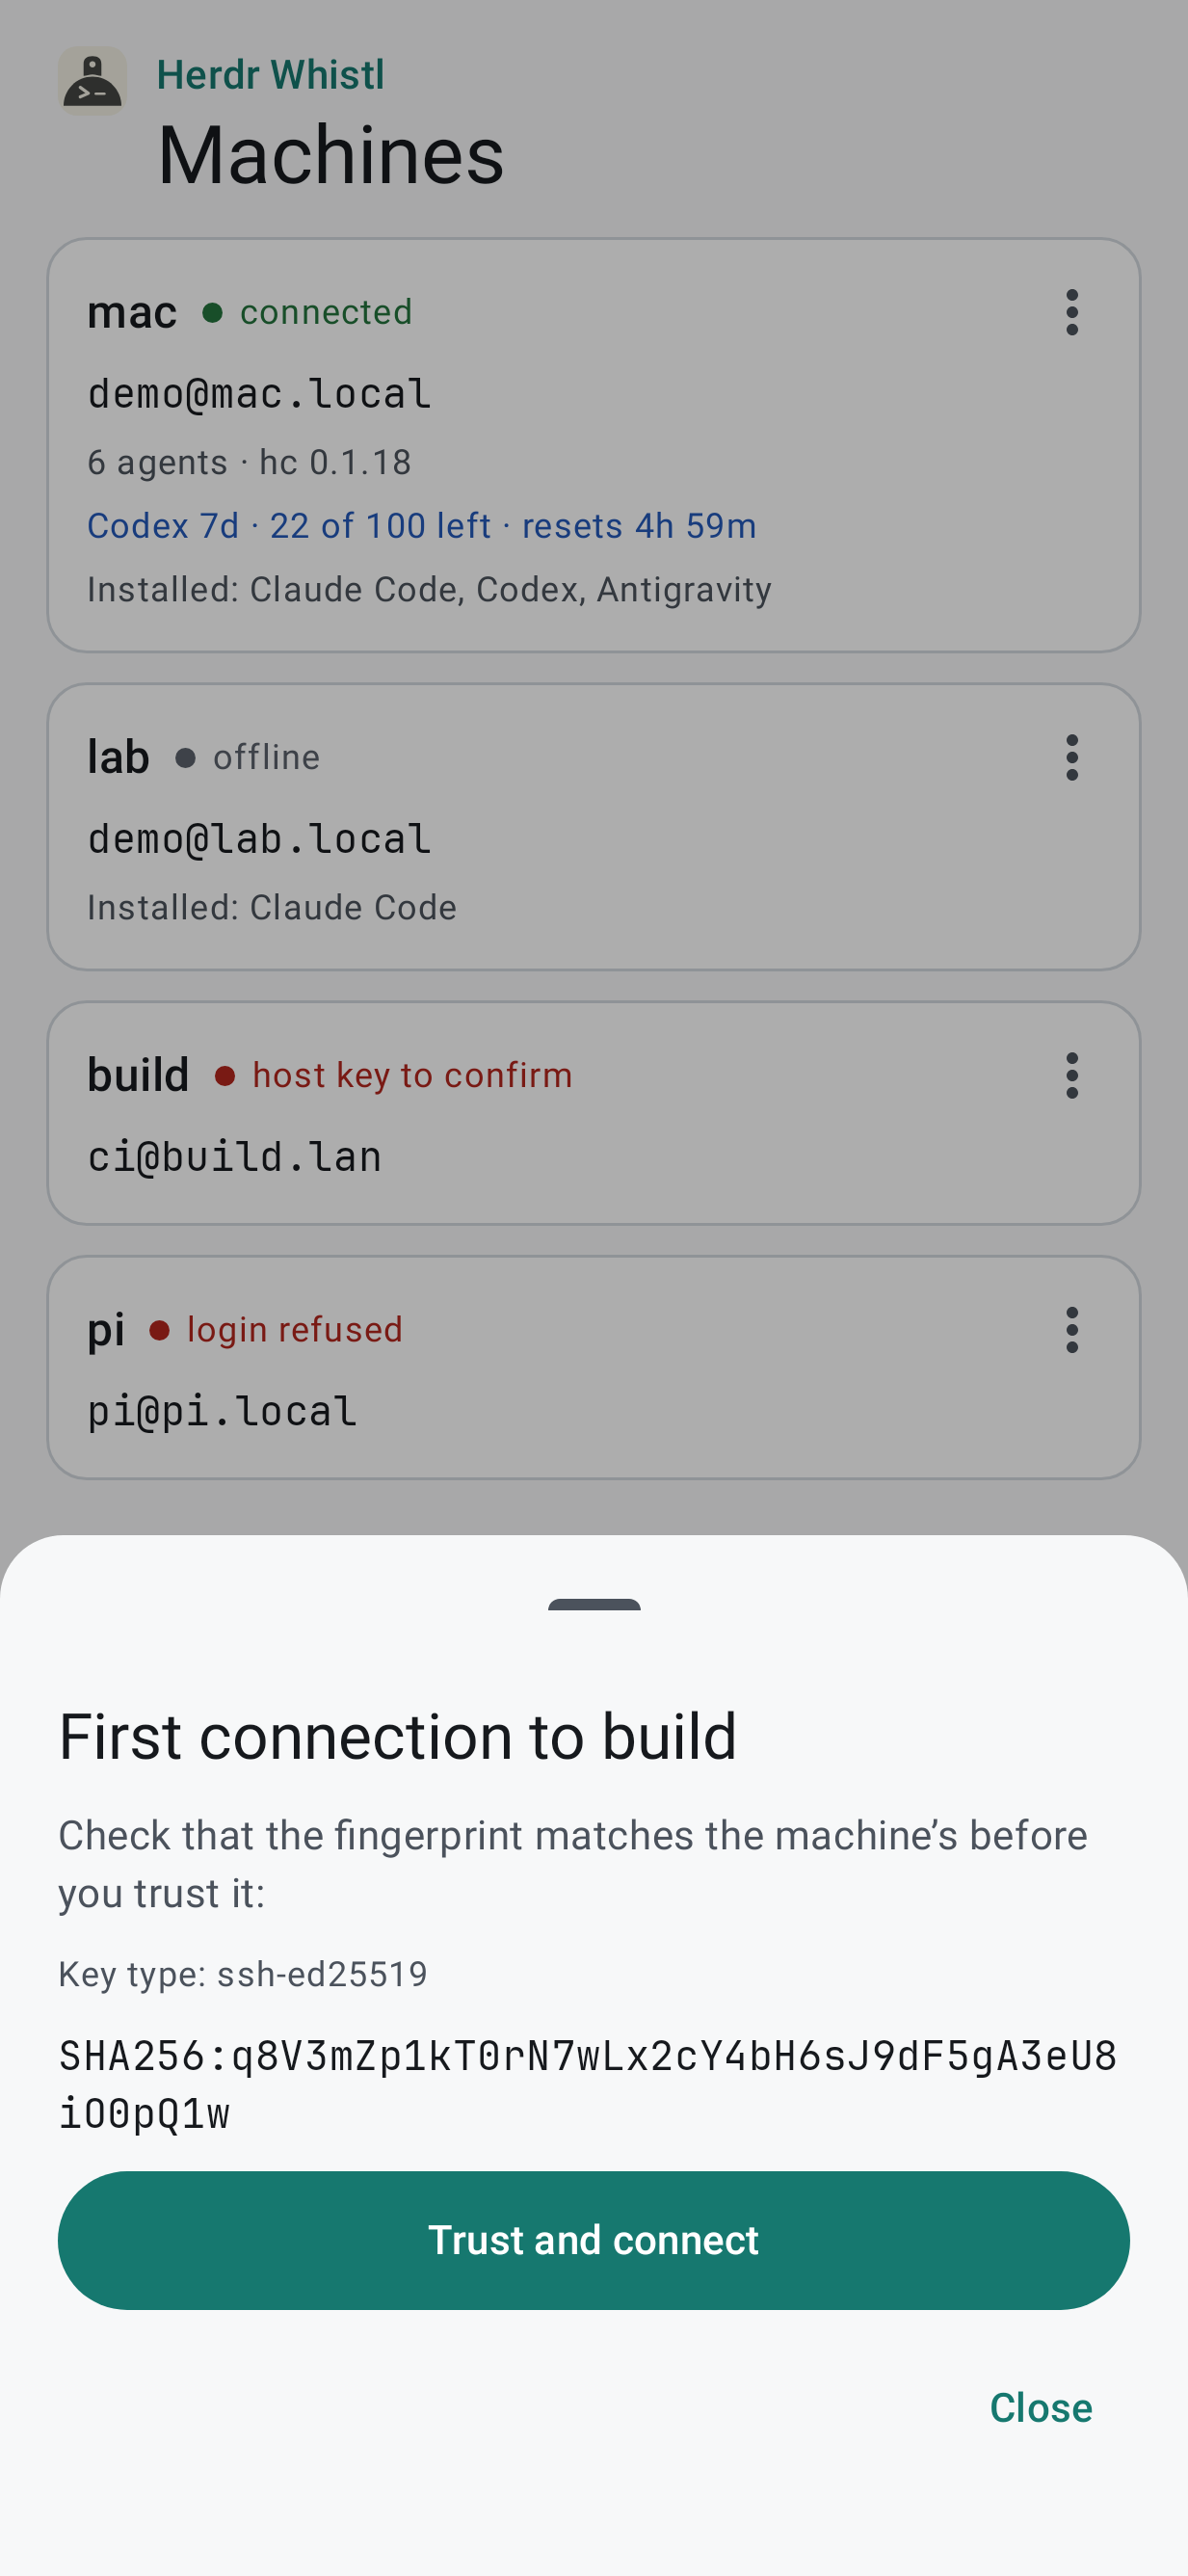 Herdr Whistl
Machines
mac ● connected
demo@mac.local
6 agents · hc 0.1.18
Codex 7d · 22 of 100 left · resets 4h 59m
Installed: Claude Code, Codex, Antigravity
lab ● offline
demo@lab.local
Installed: Claude Code
build ● host key to confirm
ci@build.lan
pi ● login refused
pi@pi.local
First connection to build
Check that the fingerprint matches the machine’s before
you trust it:
Key type: ssh-ed25519
SHA256:q8V3mZp1kT0rN7wLx2cY4bH6sJ9dF5gA3eU8
iO0pQ1w
Trust and connect
Close